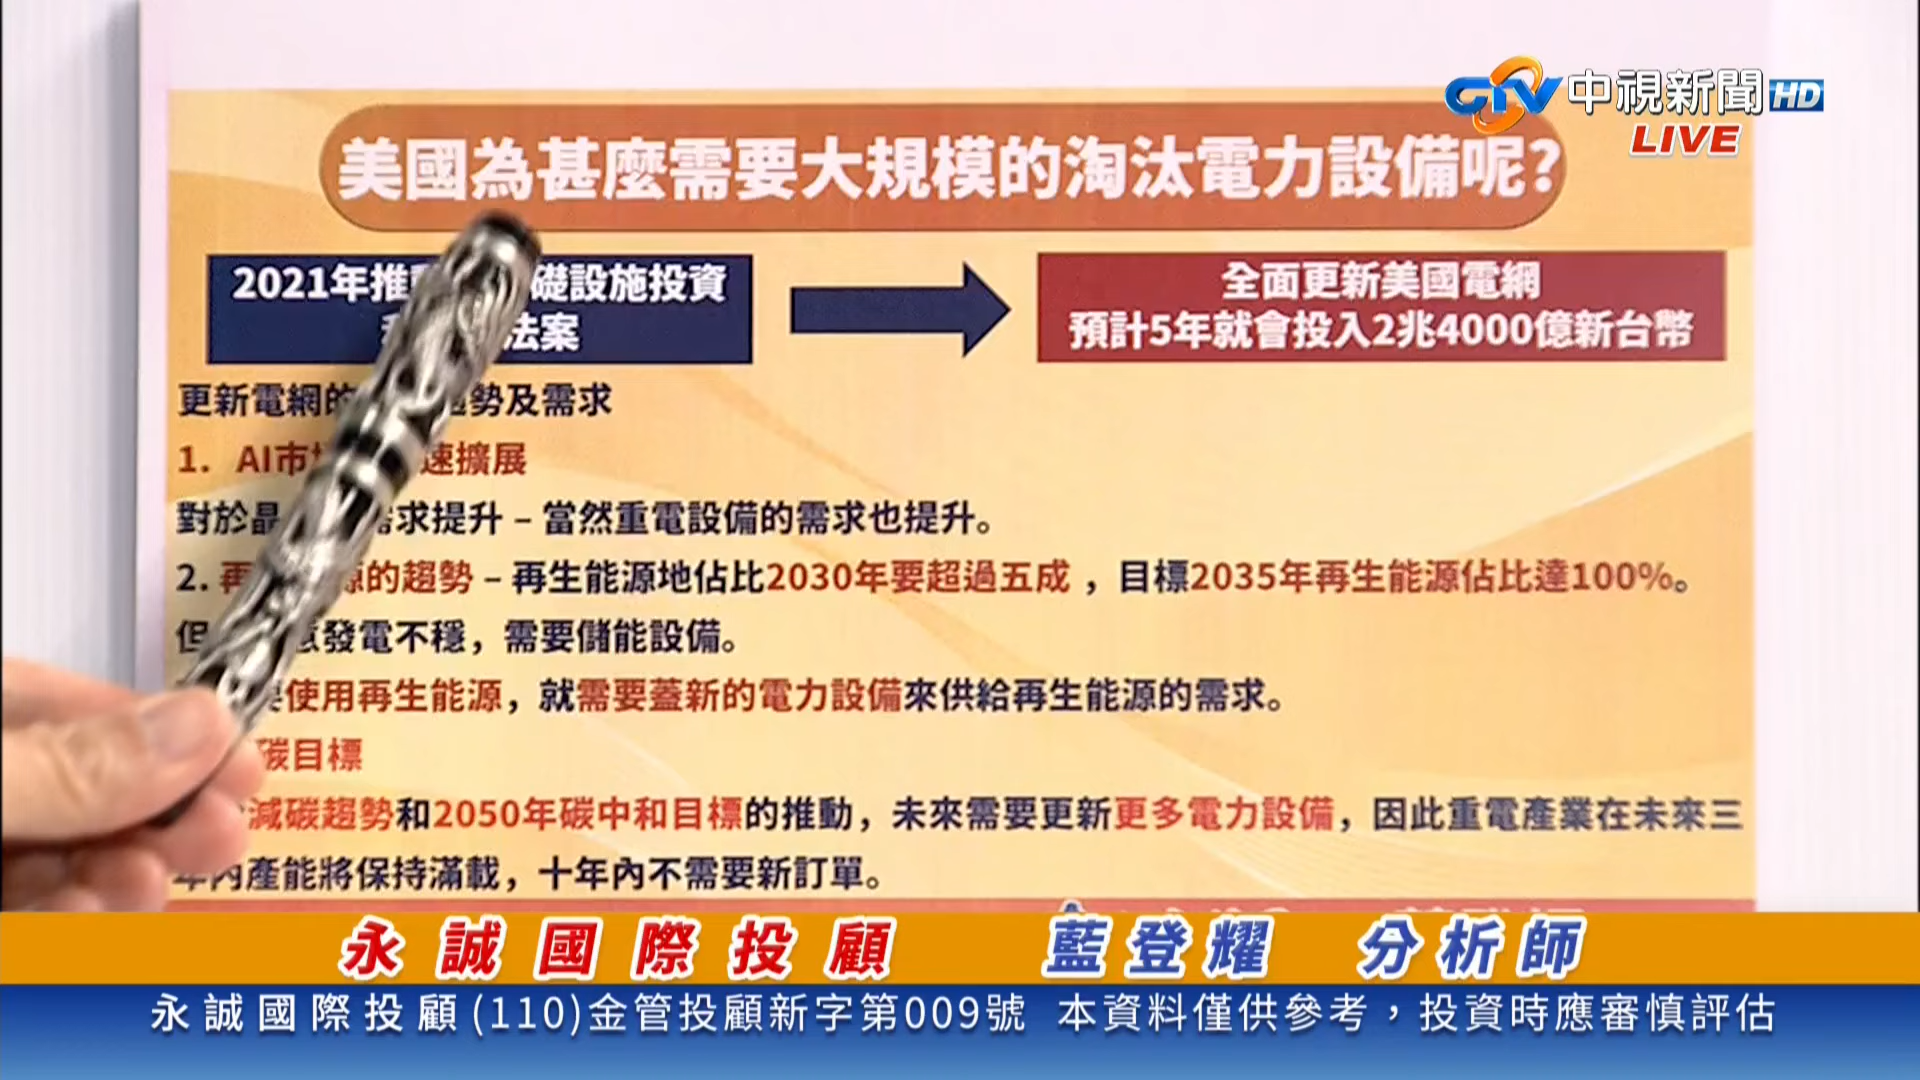 CTV中視新聞HD
LIVE
美國為甚麼需要大規模的淘汰電力設備呢?
2021年推 礎設施投資
法案
全面更新美國電網
預計5年就會投入2兆4000億新台幣
更新電網的 趨勢及需求
1. AI市 速擴展
對於晶 需求提升 – 當然重電設備的需求也提升。
2. 再 源的趨勢 – 再生能源地佔比2030年要超過五成，目標2035年再生能源佔比達100%。
但 發電不穩，需要儲能設備。
使用再生能源，就需要蓋新的電力設備來供給再生能源的需求。
碳目標
減碳趨勢和2050年碳中和目標的推動，未來需要更新更多電力設備，因此重電產業在未來三
年內產能將保持滿載，十年內不需要新訂單。
永誠國際投顧 藍登耀 分析師
永誠國際投顧(110)金管投顧新字第009號 本資料僅供參考，投資時應審慎評估